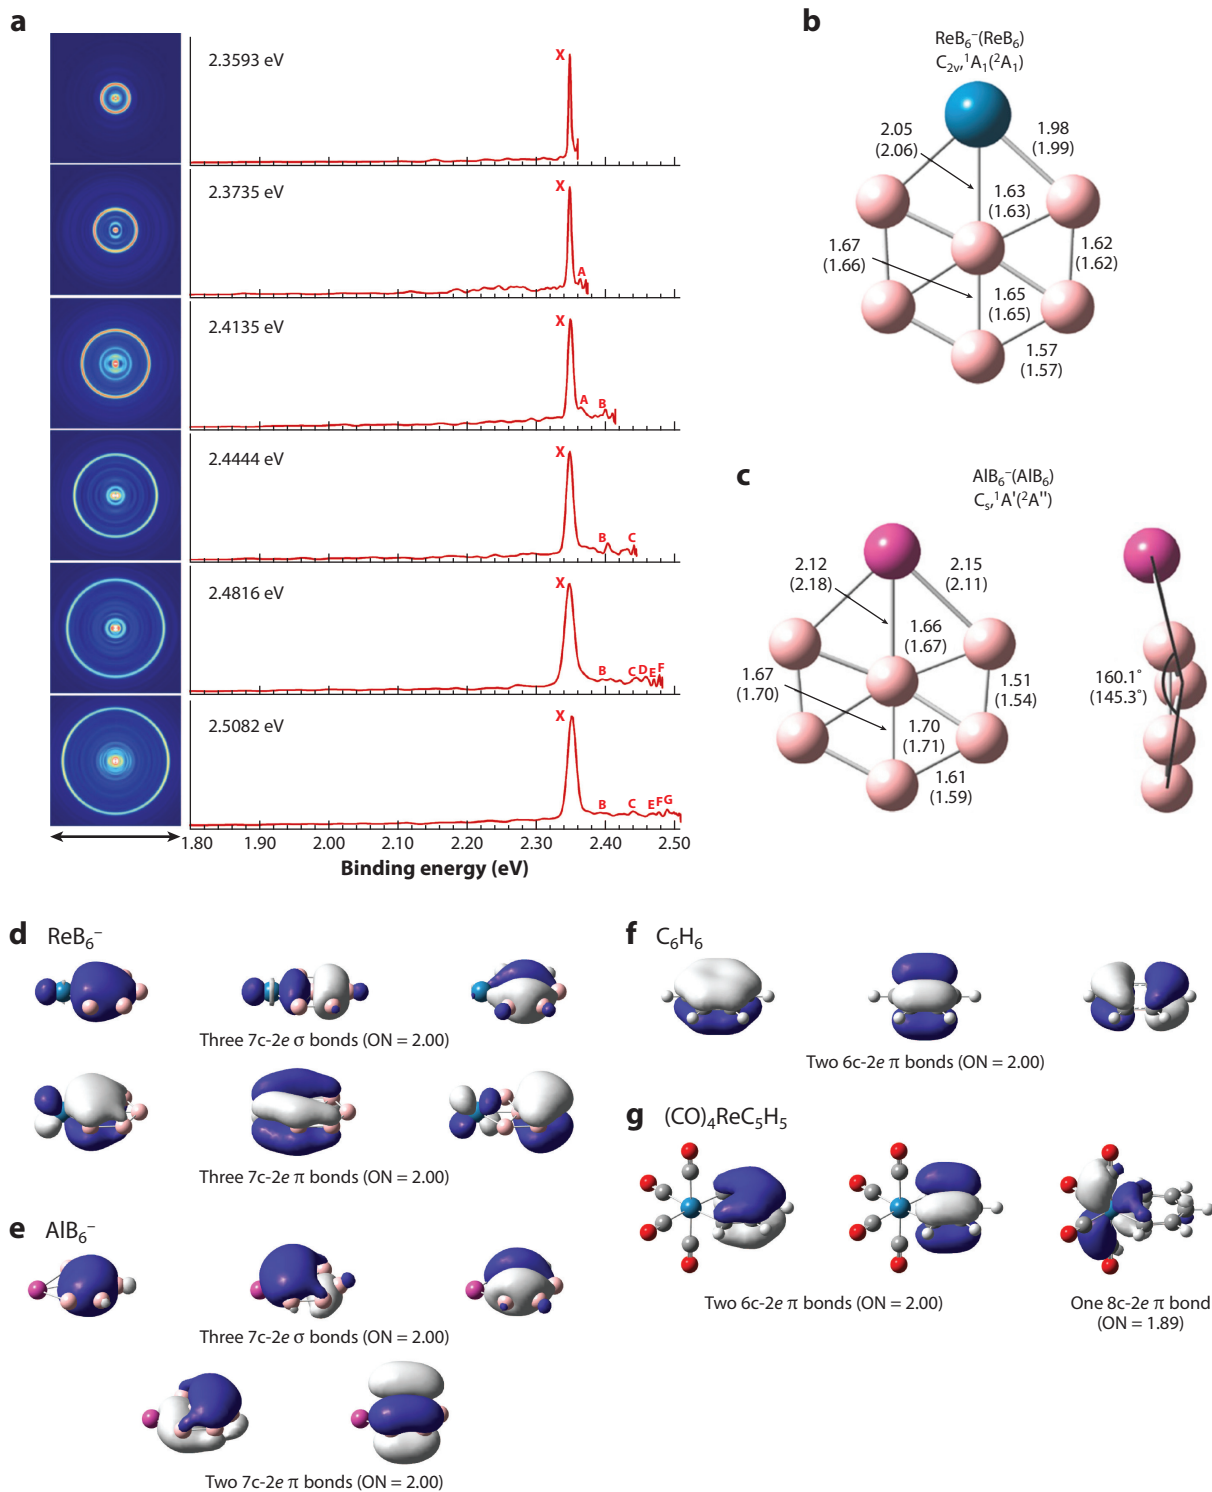 a
2.3593 eV
X
2.3735 eV
X
A
2.4135 eV
X
A
B
2.4444 eV
X
B
C
2.4816 eV
X
B
C
D
E
F
2.5082 eV
X
B
C
E
F
G
1.80 1.90 2.00 2.10 2.20 2.30 2.40 2.50
Binding energy (eV)
b
ReB₆⁻(ReB₆)
C₂ᵥ,¹A₁(²A₁)
2.05
(2.06)
1.98
(1.99)
1.63
(1.63)
1.67
(1.66)
1.62
(1.62)
1.65
(1.65)
1.57
(1.57)
c
AlB₆⁻(AlB₆)
Cₛ,¹A'(²A'')
2.12
(2.18)
2.15
(2.11)
1.66
(1.67)
1.67
(1.70)
1.51
(1.54)
1.70
(1.71)
1.61
(1.59)
160.1°
(145.3°)
d ReB₆⁻
Three 7c-2e σ bonds (ON = 2.00)
Three 7c-2e π bonds (ON = 2.00)
e AlB₆⁻
Three 7c-2e σ bonds (ON = 2.00)
Two 7c-2e π bonds (ON = 2.00)
f C₆H₆
Two 6c-2e π bonds (ON = 2.00)
g (CO)₄ReC₅H₅
Two 6c-2e π bonds (ON = 2.00)
One 8c-2e π bond
(ON = 1.89)